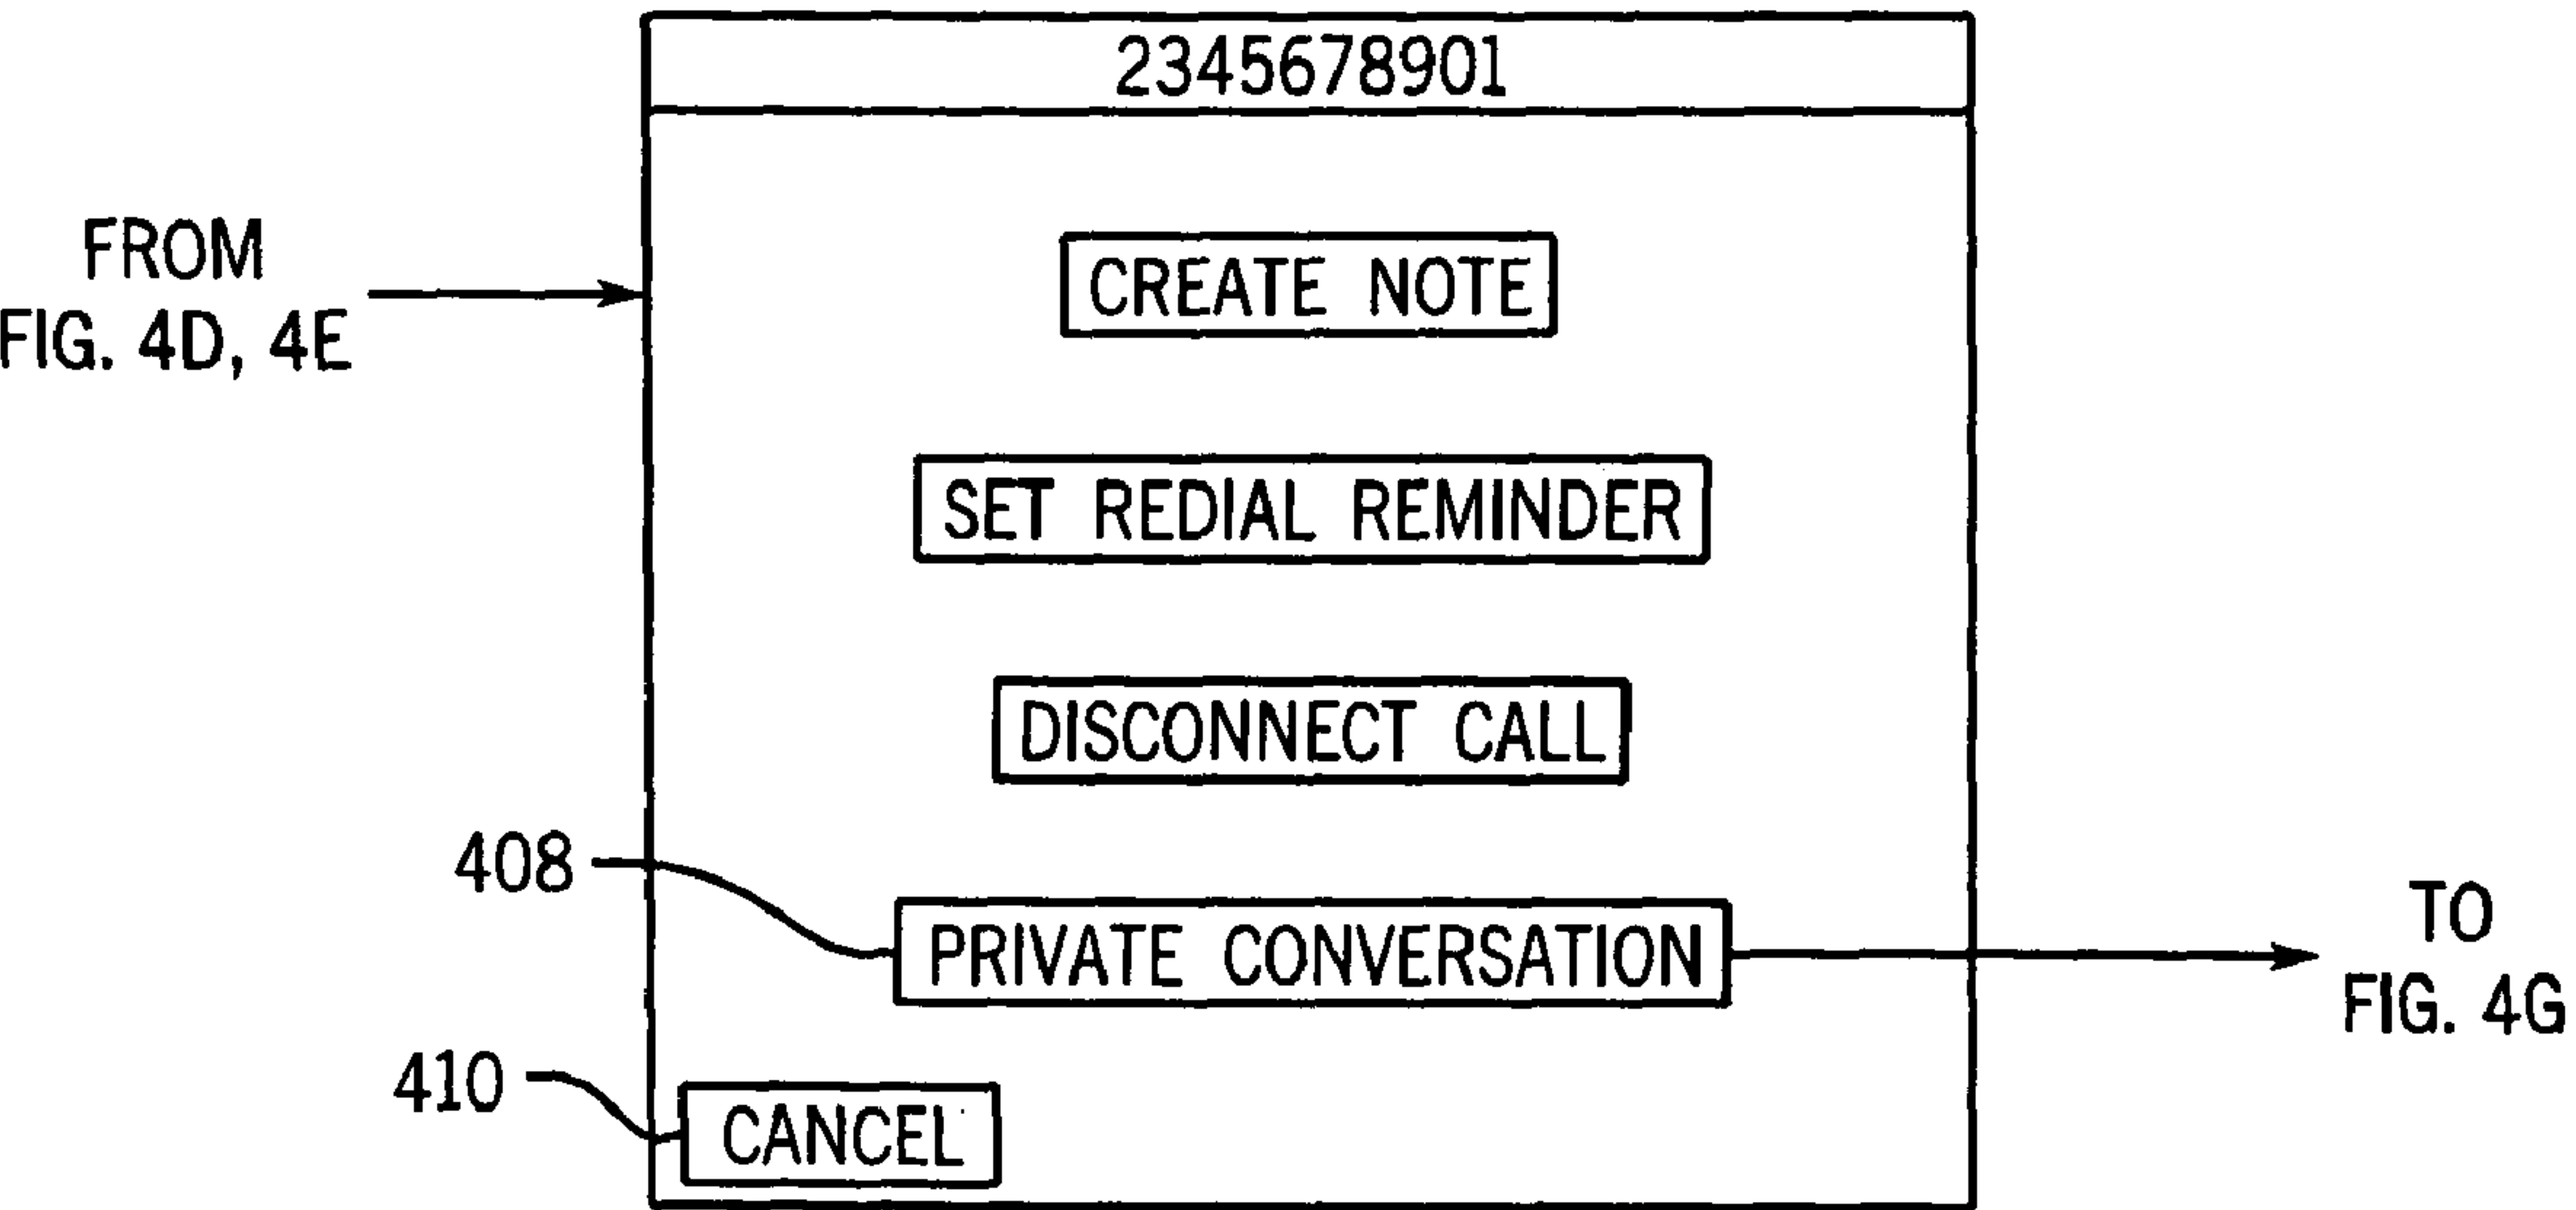 2345678901
FROM
FIG. 4D, 4E
CREATE NOTE
SET REDIAL REMINDER
DISCONNECT CALL
408
PRIVATE CONVERSATION
TO
FIG. 4G
410
CANCEL